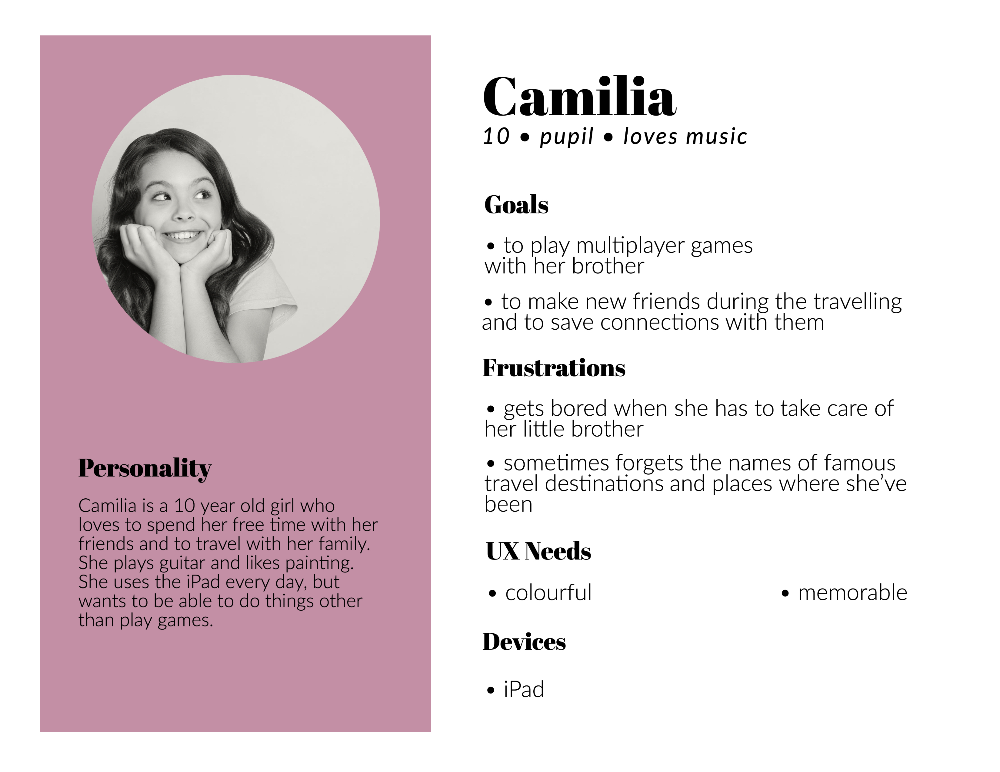 Camilia
10 • pupil • loves music
Goals
• to play multiplayer games
with her brother
• to make new friends during the travelling
and to save connections with them
Frustrations
• gets bored when she has to take care of
her little brother
• sometimes forgets the names of famous
travel destinations and places where she’ve
been
UX Needs
• colourful • memorable
Devices
• iPad
Personality
Camilia is a 10 year old girl who
loves to spend her free time with her
friends and to travel with her family.
She plays guitar and likes painting.
She uses the iPad every day, but
wants to be able to do things other
than play games.